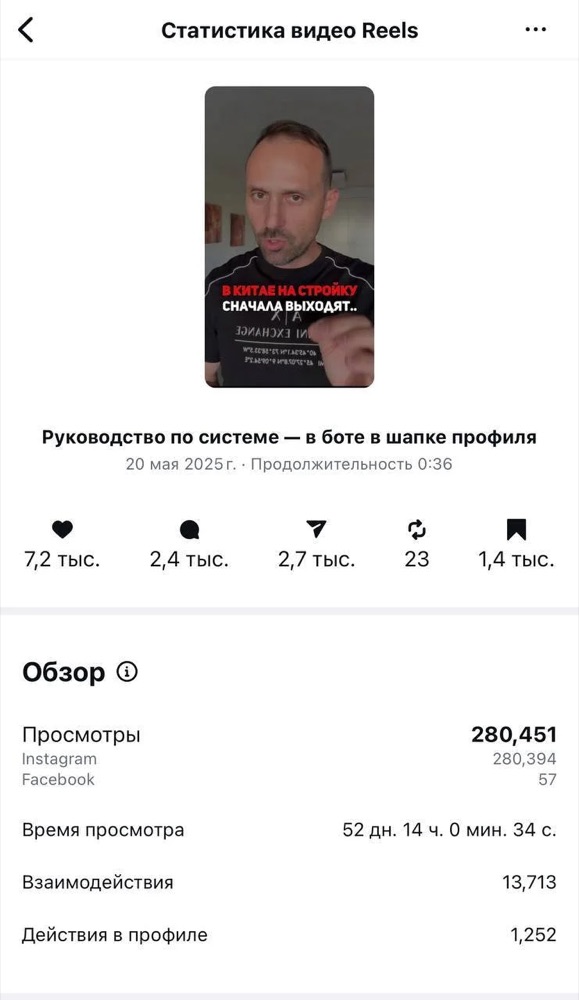 Статистика видео Reels
В КИТАЕ НА СТРОЙКУ
СНАЧАЛА ВЫХОДЯТ..
A|X
NI EXCHANGE
Руководство по системе — в боте в шапке профиля
20 мая 2025 г. · Продолжительность 0:36
7,2 тыс. 2,4 тыс. 2,7 тыс. 23 1,4 тыс.
Обзор
Просмотры 280,451
Instagram 280,394
Facebook 57
Время просмотра 52 дн. 14 ч. 0 мин. 34 с.
Взаимодействия 13,713
Действия в профиле 1,252